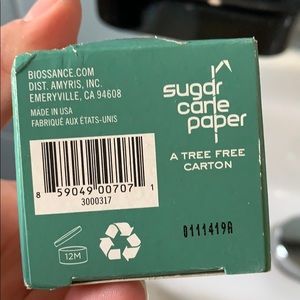 BIOSSANCE.COM
DIST. AMYRIS, INC.
EMERYVILLE, CA 94608
MADE IN USA
FABRIQUÉ AUX ÉTATS-UNIS
8 59049 00707 1
3000317
12M
sugar
cane
paper
A TREE FREE
CARTON
0111419A